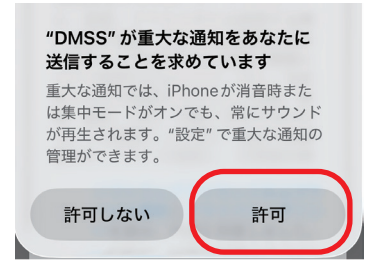 “DMSS” が重大な通知をあなたに
送信することを求めています
重大な通知では、iPhoneが消音時また
は集中モードがオンでも、常にサウンド
が再生されます。“設定” で重大な通知の
管理ができます。
許可しない
許可